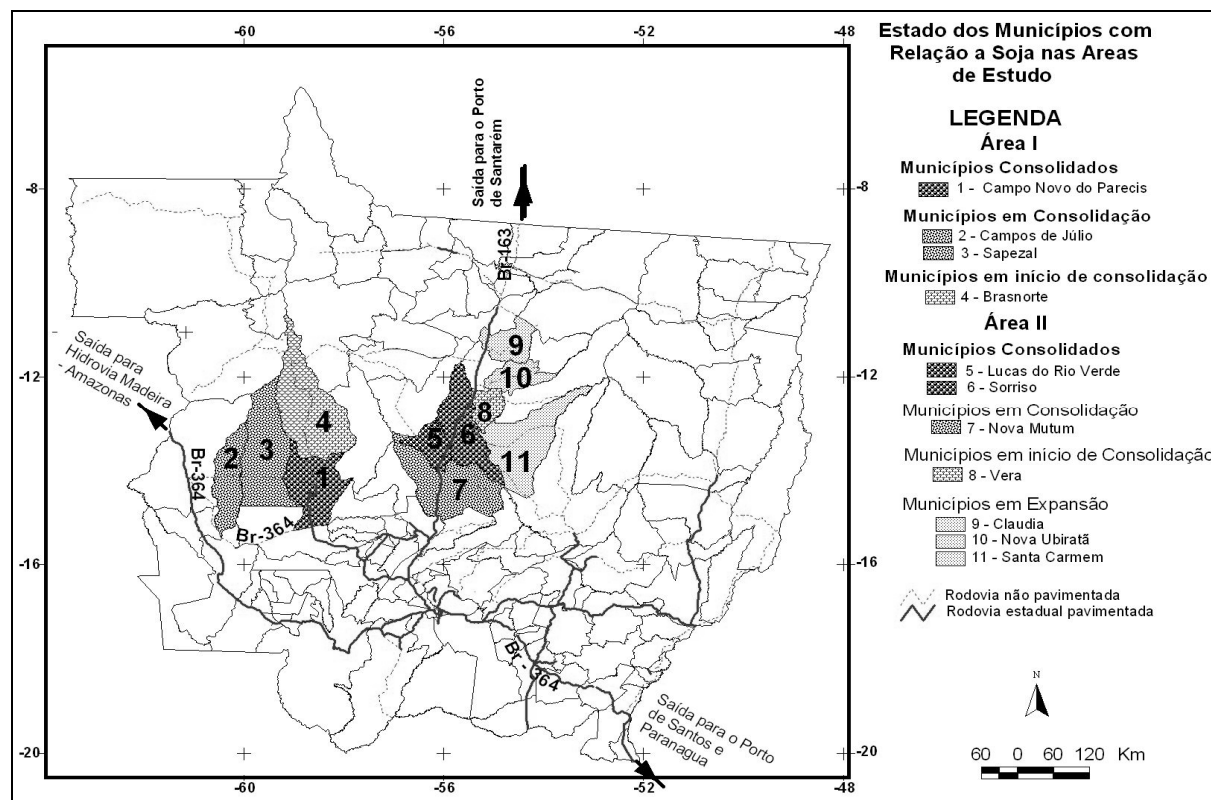 -60
-56
-52
-48
Saída para o Porto
de Santarém
-8
-8
Br-163
Saída para
Hidrovia Madeira
- Amazonas
-12
-12
9
10
8
4
5
6
2
3
1
11
7
Br-364
Br-364
-16
-16
Br - 364
Saída para o Porto
de Santos e
Paranagua
-20
-20
-60
-56
-52
-48
Estado dos Municípios com
Relação a Soja nas Areas
de Estudo
LEGENDA
Área I
Municípios Consolidados
1 - Campo Novo do Parecis
Municípios em Consolidação
2 - Campos de Júlio
3 - Sapezal
Municípios em início de consolidação
4 - Brasnorte
Área II
Municípios Consolidados
5 - Lucas do Rio Verde
6 - Sorriso
Municípios em Consolidação
7 - Nova Mutum
Municípios em início de Consolidação
8 - Vera
Municípios em Expansão
9 - Claudia
10 - Nova Ubiratã
11 - Santa Carmem
Rodovia não pavimentada
Rodovia estadual pavimentada
N
60 0 60 120 Km